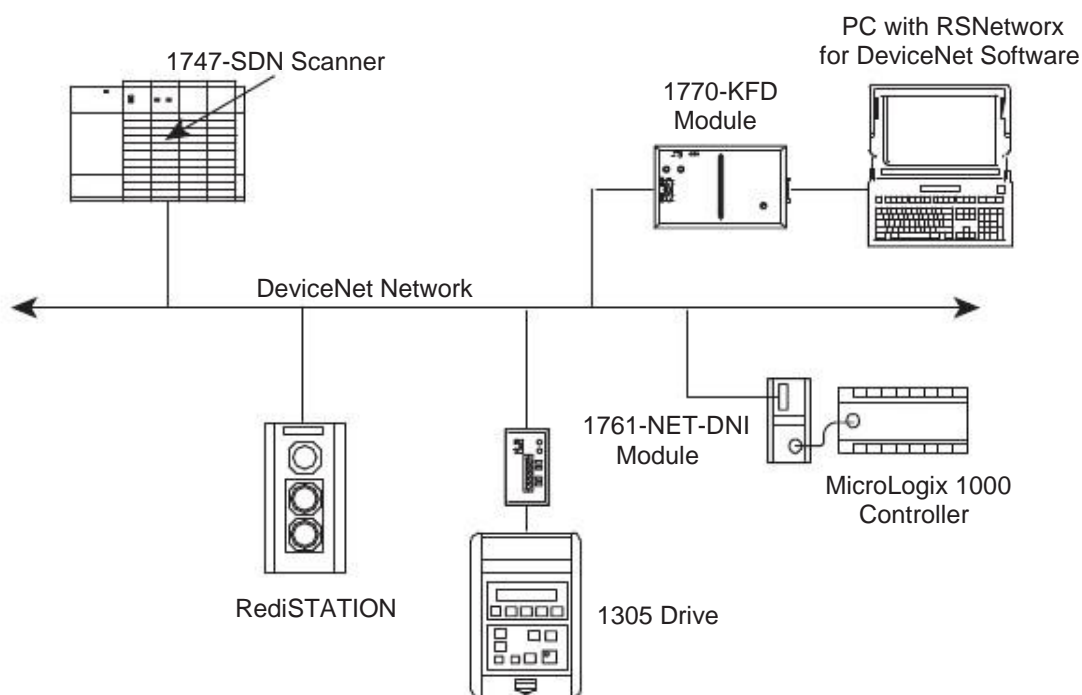 1747-SDN Scanner
PC with RSNetworx
for DeviceNet Software
1770-KFD
Module
DeviceNet Network
1761-NET-DNI
Module
MicroLogix 1000
Controller
RediSTATION
1305 Drive